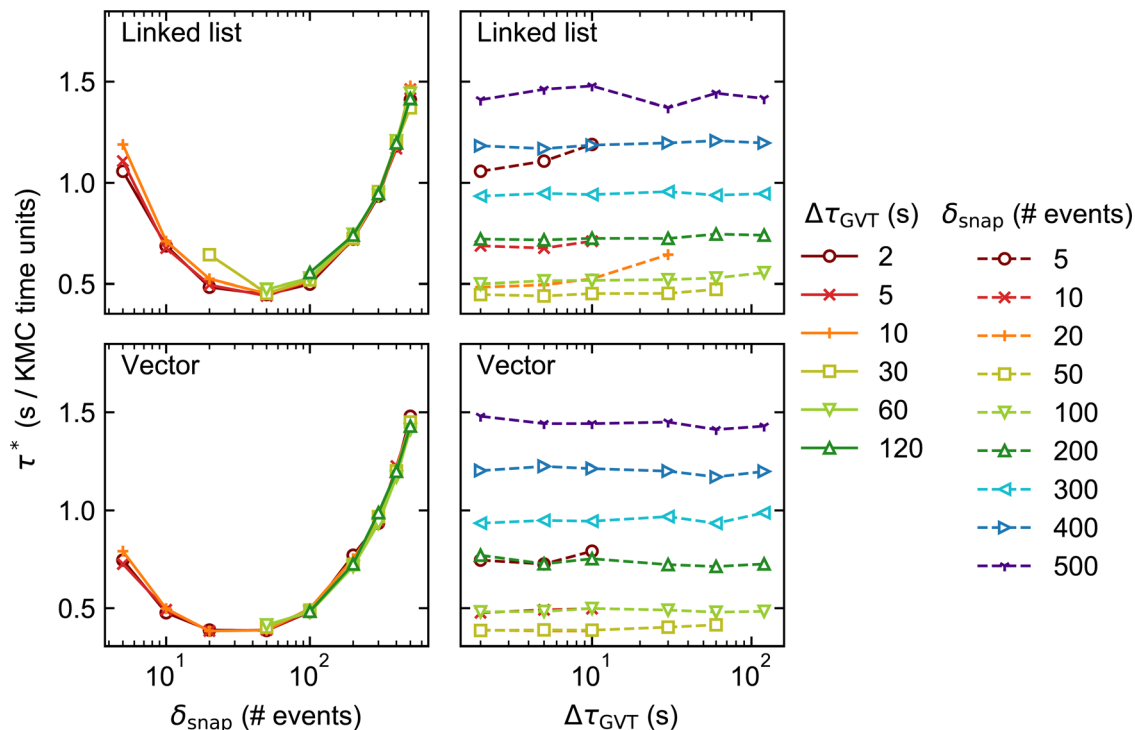 Linked list
Linked list
1.5
1.0
0.5
Vector
Vector
1.5
1.0
0.5
τ* (s / KMC time units)
10¹
10²
10¹
10²
δsnap (# events)
ΔτGVT (s)
ΔτGVT (s)
2
5
10
30
60
120
δsnap (# events)
5
10
20
50
100
200
300
400
500